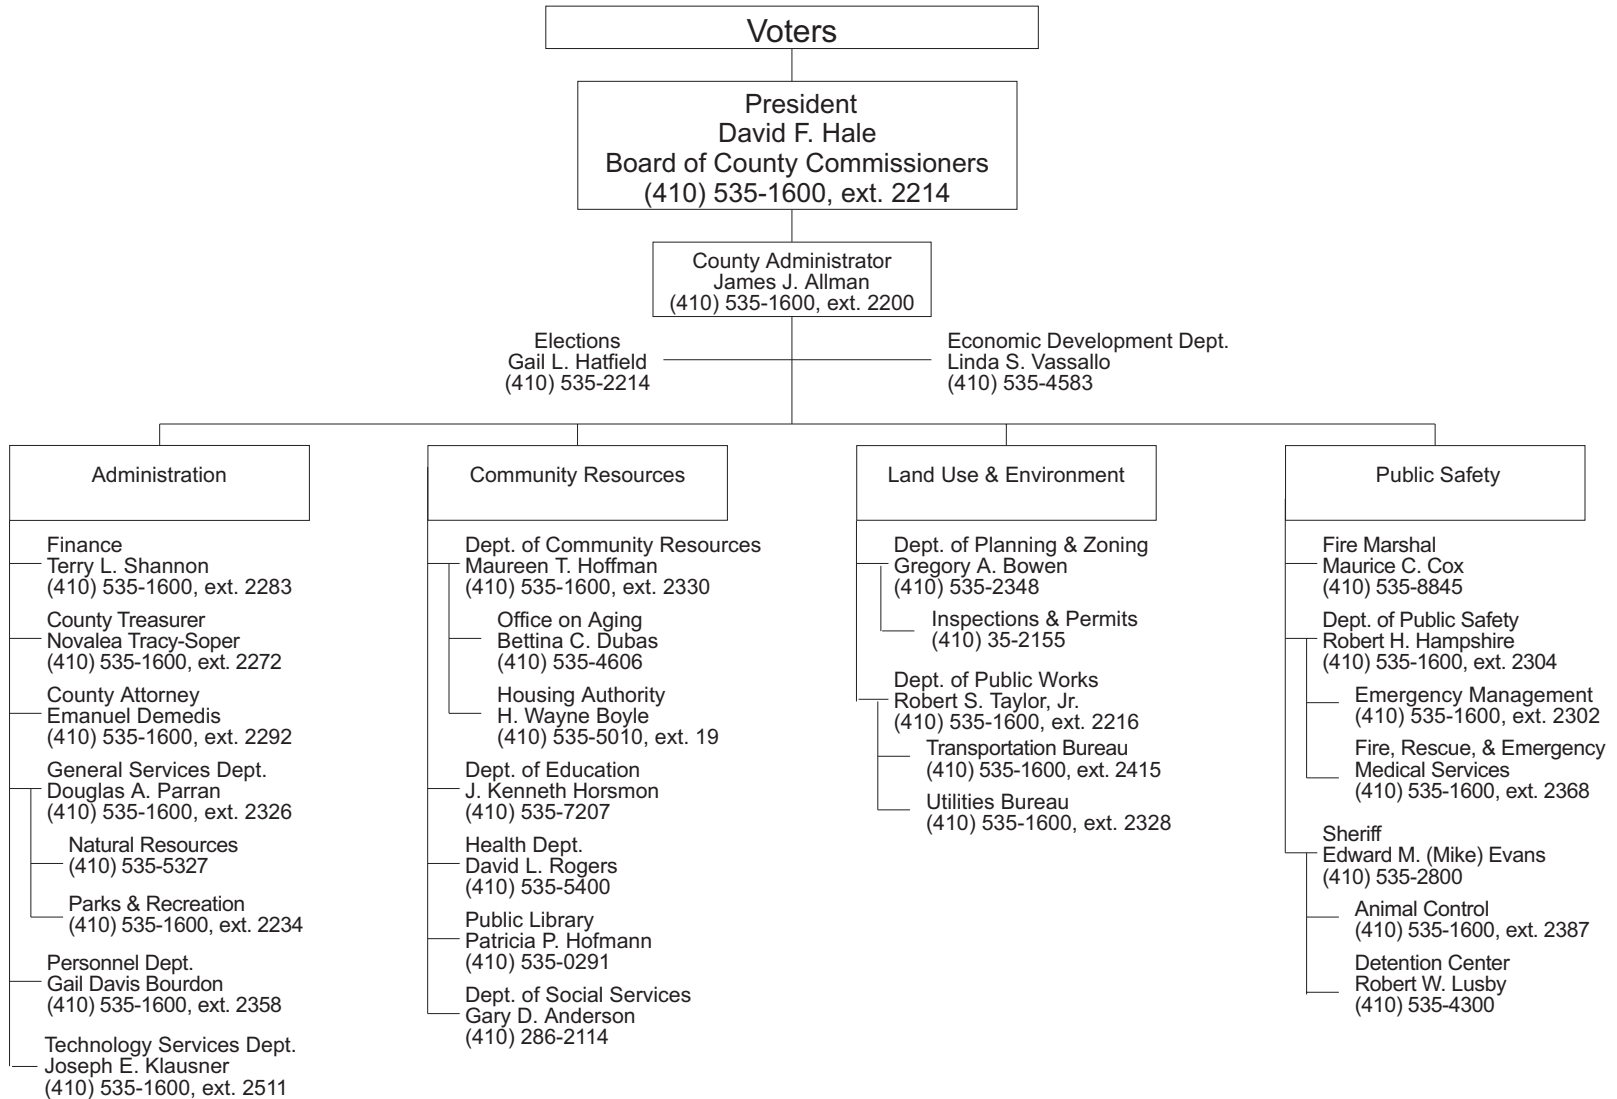 Voters
President
David F. Hale
Board of County Commissioners
(410) 535-1600, ext. 2214
County Administrator
James J. Allman
(410) 535-1600, ext. 2200
Elections
Gail L. Hatfield
(410) 535-2214
Economic Development Dept.
Linda S. Vassallo
(410) 535-4583
Administration
Finance
Terry L. Shannon
(410) 535-1600, ext. 2283
County Treasurer
Novalea Tracy-Soper
(410) 535-1600, ext. 2272
County Attorney
Emanuel Demedis
(410) 535-1600, ext. 2292
General Services Dept.
Douglas A. Parran
(410) 535-1600, ext. 2326
Natural Resources
(410) 535-5327
Parks & Recreation
(410) 535-1600, ext. 2234
Personnel Dept.
Gail Davis Bourdon
(410) 535-1600, ext. 2358
Technology Services Dept.
Joseph E. Klausner
(410) 535-1600, ext. 2511
Community Resources
Dept. of Community Resources
Maureen T. Hoffman
(410) 535-1600, ext. 2330
Office on Aging
Bettina C. Dubas
(410) 535-4606
Housing Authority
H. Wayne Boyle
(410) 535-5010, ext. 19
Dept. of Education
J. Kenneth Horsmon
(410) 535-7207
Health Dept.
David L. Rogers
(410) 535-5400
Public Library
Patricia P. Hofmann
(410) 535-0291
Dept. of Social Services
Gary D. Anderson
(410) 286-2114
Land Use & Environment
Dept. of Planning & Zoning
Gregory A. Bowen
(410) 535-2348
Inspections & Permits
(410) 35-2155
Dept. of Public Works
Robert S. Taylor, Jr.
(410) 535-1600, ext. 2216
Transportation Bureau
(410) 535-1600, ext. 2415
Utilities Bureau
(410) 535-1600, ext. 2328
Public Safety
Fire Marshal
Maurice C. Cox
(410) 535-8845
Dept. of Public Safety
Robert H. Hampshire
(410) 535-1600, ext. 2304
Emergency Management
(410) 535-1600, ext. 2302
Fire, Rescue, & Emergency
Medical Services
(410) 535-1600, ext. 2368
Sheriff
Edward M. (Mike) Evans
(410) 535-2800
Animal Control
(410) 535-1600, ext. 2387
Detention Center
Robert W. Lusby
(410) 535-4300